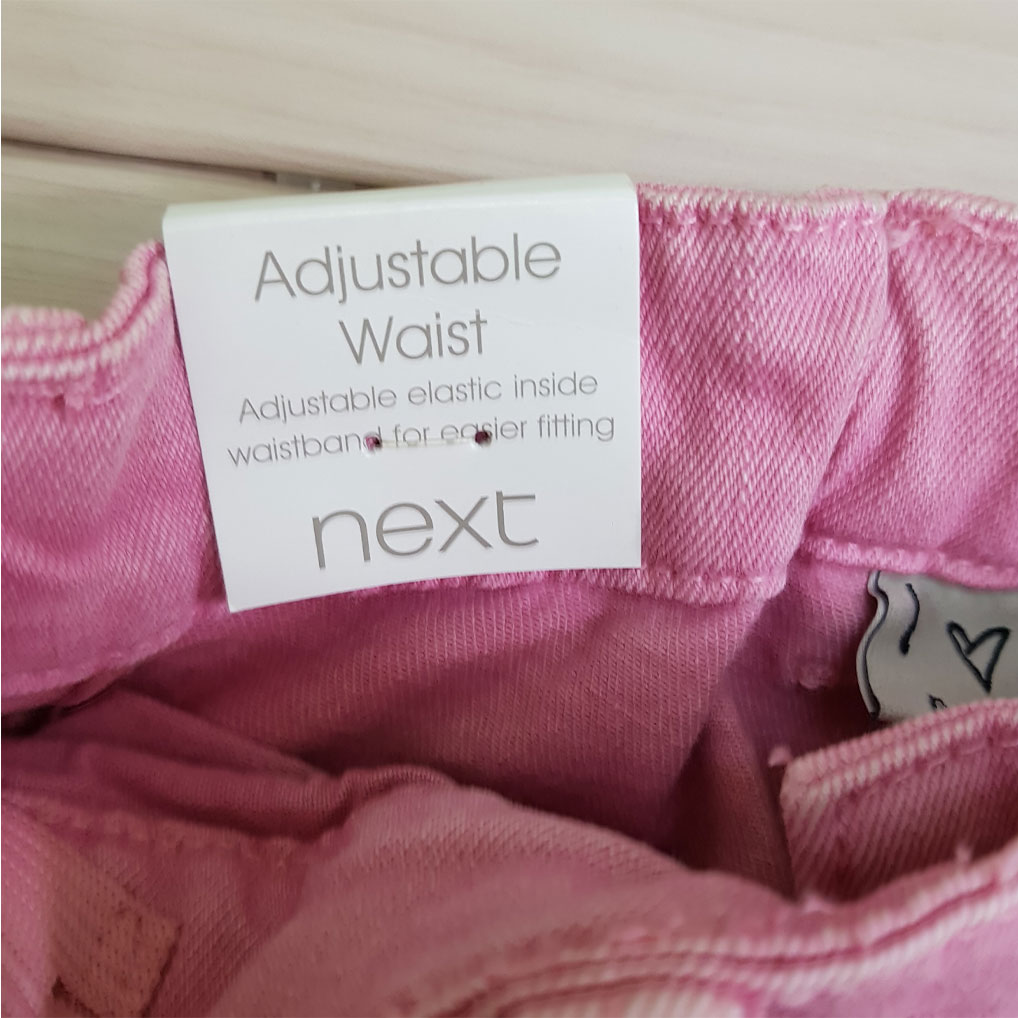 Adjustable
Waist
Adjustable elastic inside
waistband for easier fitting
next